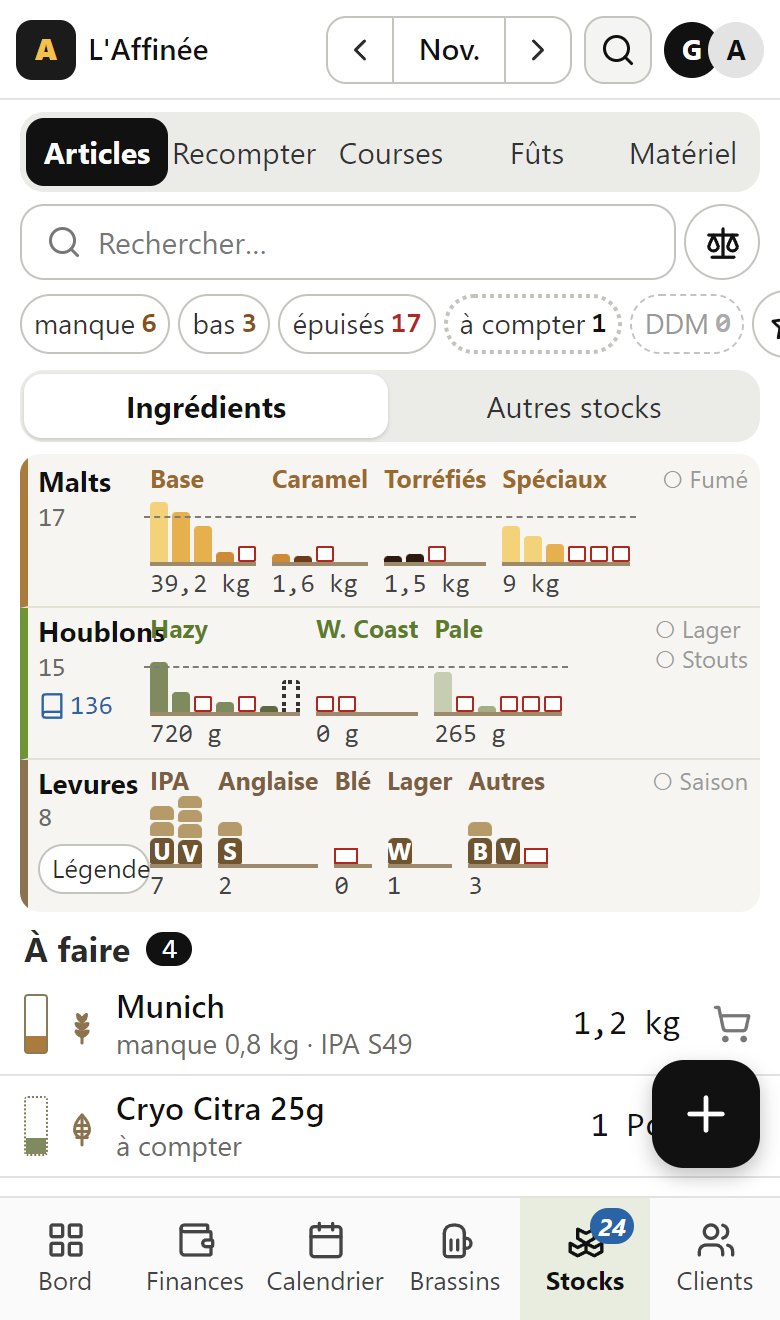 A L'Affinée Nov. G A
Articles Recompter Courses Fûts Matériel
Rechercher...
manque 6 bas 3 épuisés 17 à compter 1 DDM 0
Ingrédients Autres stocks
Malts Base Caramel Torréfiés Spéciaux Fumé
17
39,2 kg 1,6 kg 1,5 kg 9 kg
Houblons Hazy W. Coast Pale Lager
15 Stouts
136
720 g 0 g 265 g
Levures IPA Anglaise Blé Lager Autres Saison
8
U V S W B V
Légende 7 2 0 1 3
À faire 4
Munich 1,2 kg
manque 0,8 kg · IPA S49
Cryo Citra 25g 1
à compter
24
Bord Finances Calendrier Brassins Stocks Clients